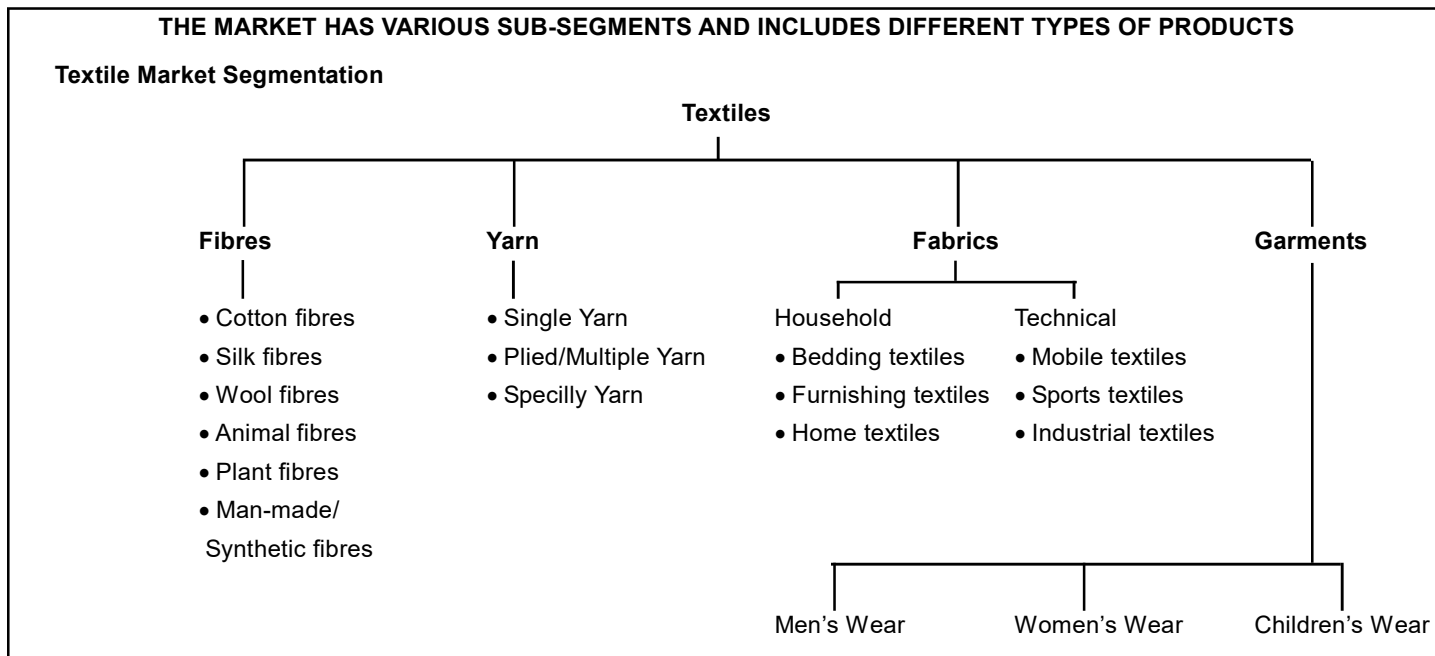 THE MARKET HAS VARIOUS SUB-SEGMENTS AND INCLUDES DIFFERENT TYPES OF PRODUCTS
Textile Market Segmentation
Textiles
Fibres
• Cotton fibres
• Silk fibres
• Wool fibres
• Animal fibres
• Plant fibres
• Man-made/
Synthetic fibres
Yarn
• Single Yarn
• Plied/Multiple Yarn
• Specilly Yarn
Fabrics
Household
• Bedding textiles
• Furnishing textiles
• Home textiles
Technical
• Mobile textiles
• Sports textiles
• Industrial textiles
Garments
Men's Wear
Women's Wear
Children's Wear